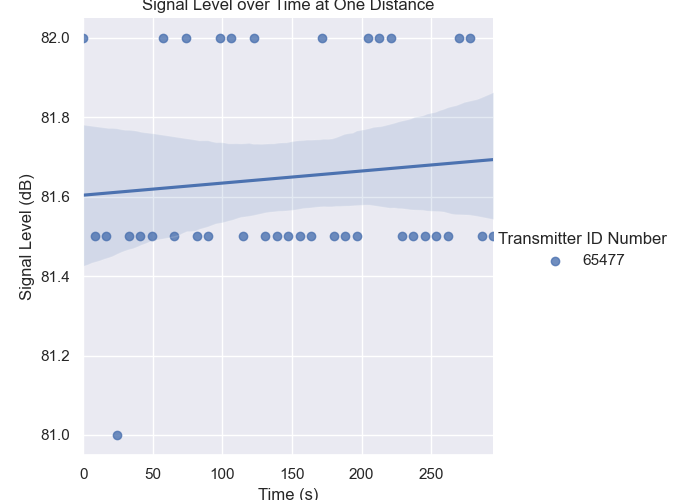 Signal Level over Time at One Distance
82.0
81.8
81.6
81.4
81.2
81.0
Signal Level (dB)
0 50 100 150 200 250
Time (s)
Transmitter ID Number
65477